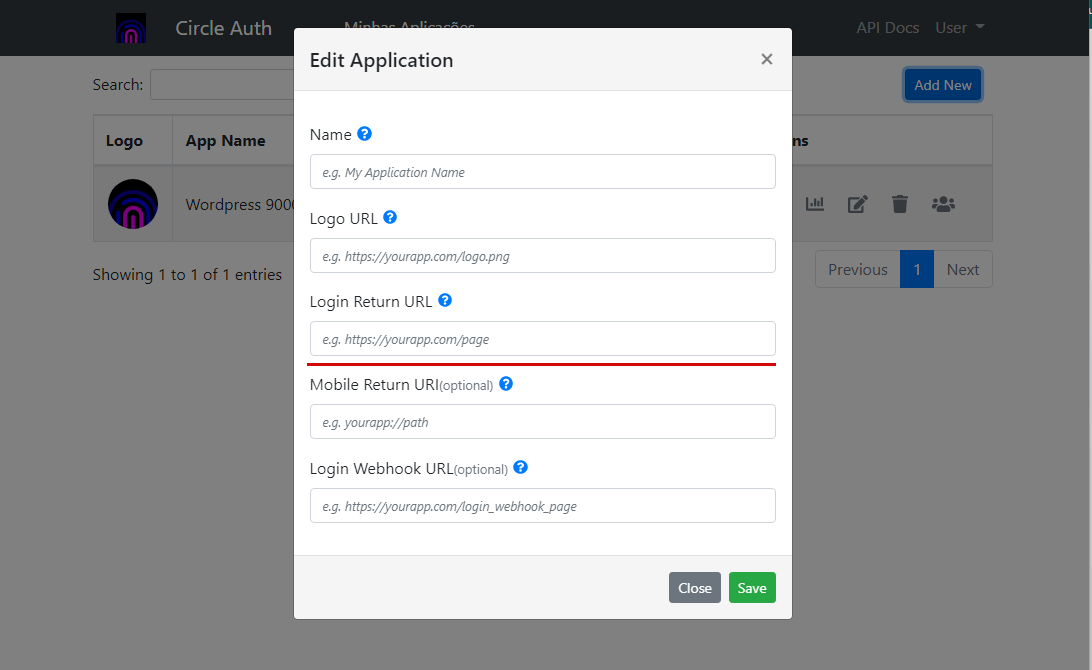 Circle Auth
Minhas Aplicações
API Docs
User
Edit Application
×
Search:
Add New
Logo
App Name
ns
Name
e.g. My Application Name
Wordpress 9000
Logo URL
e.g. https://yourapp.com/logo.png
Showing 1 to 1 of 1 entries
Previous
1
Next
Login Return URL
e.g. https://yourapp.com/page
Mobile Return URI(optional)
e.g. yourapp://path
Login Webhook URL(optional)
e.g. https://yourapp.com/login_webhook_page
Close
Save